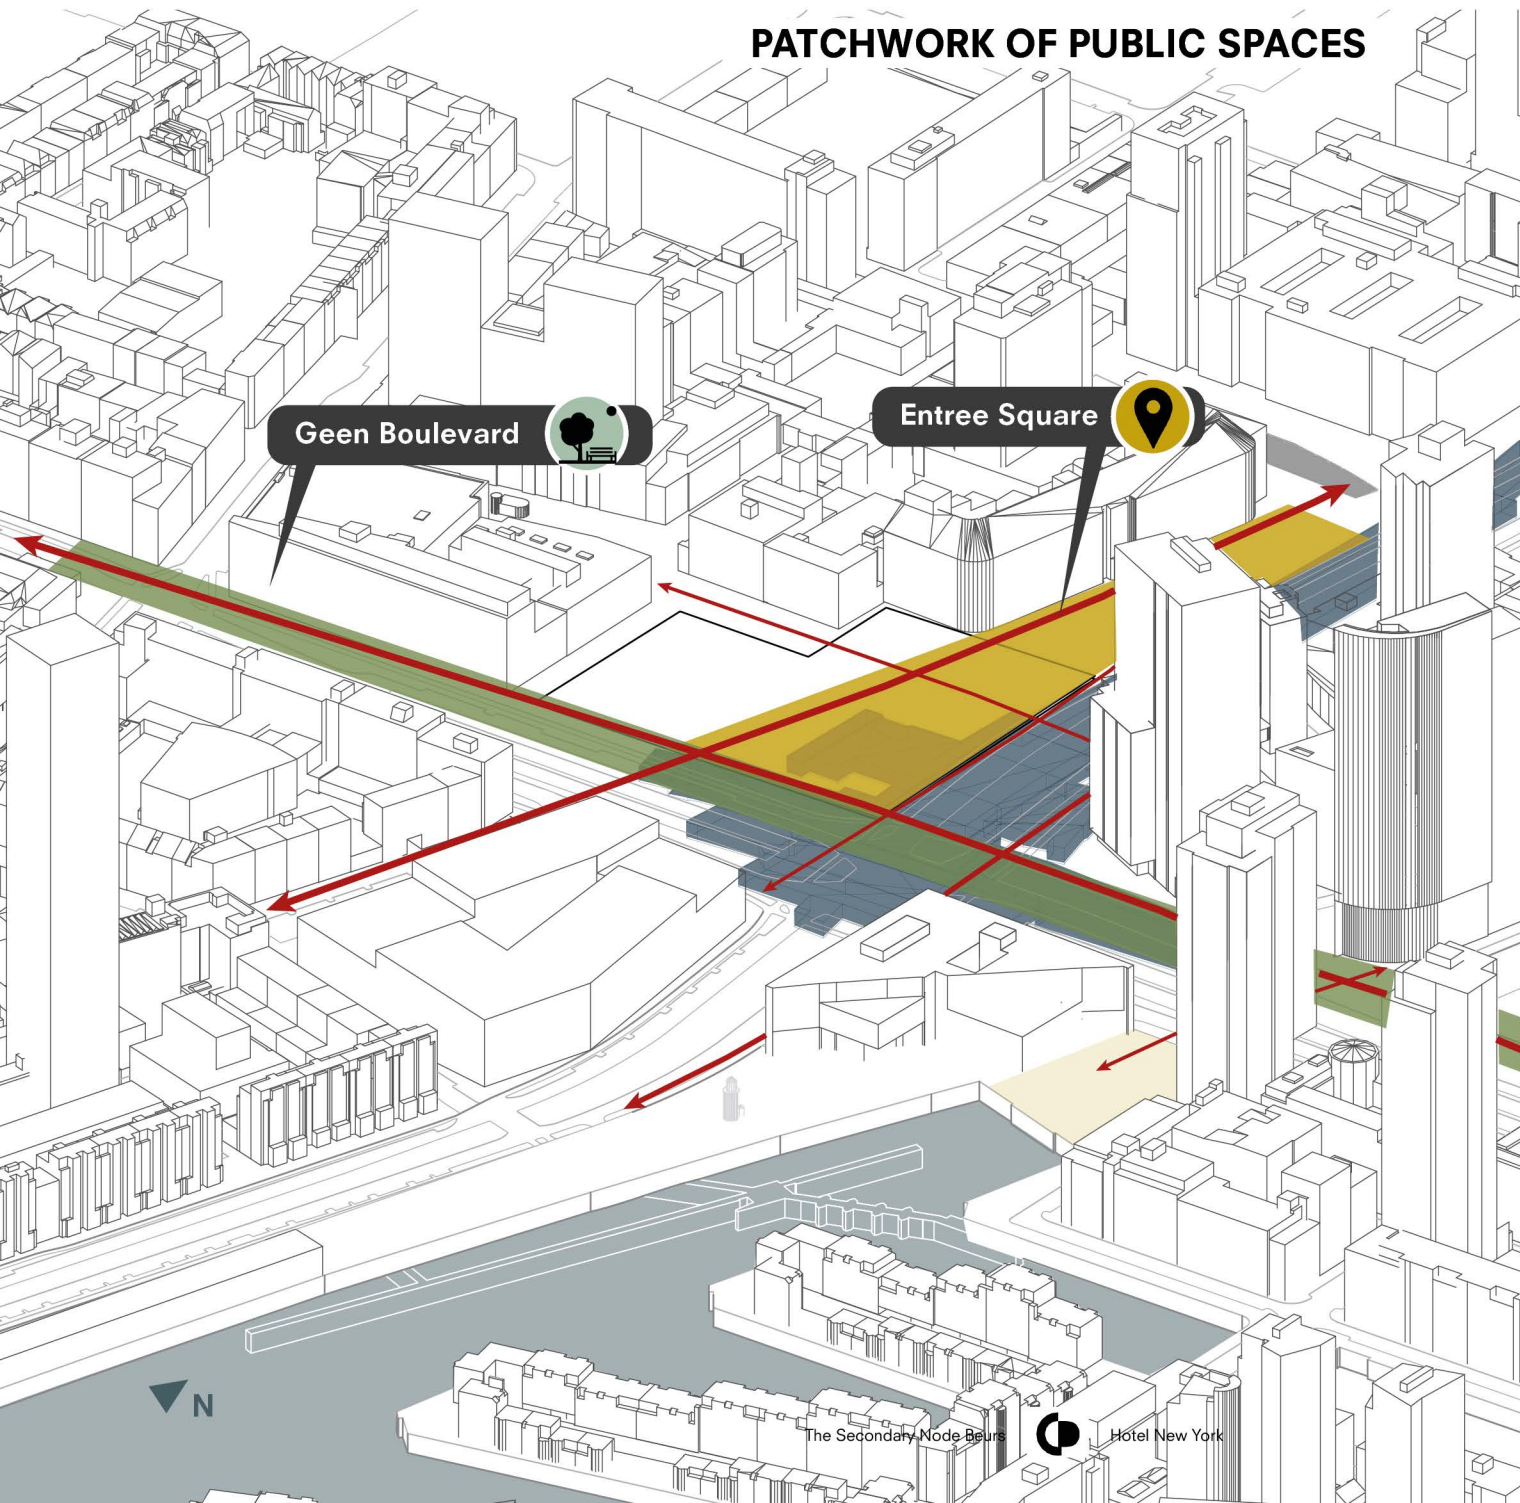 PATCHWORK OF PUBLIC SPACES
Geen Boulevard
Entree Square
N
The Secondary Node Beurs
Hotel New York